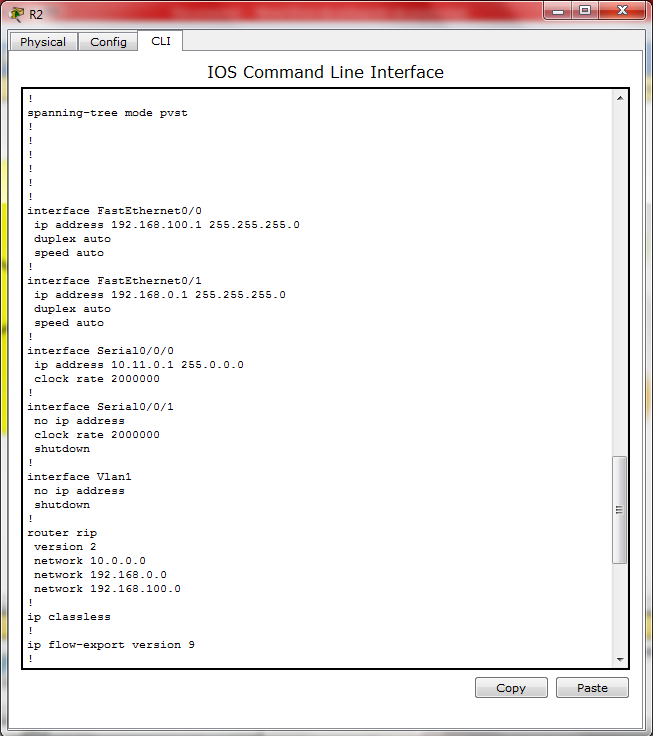 R2
Physical Config CLI
IOS Command Line Interface
!
spanning-tree mode pvst
!
!
!
!
!
!
interface FastEthernet0/0
 ip address 192.168.100.1 255.255.255.0
 duplex auto
 speed auto
!
interface FastEthernet0/1
 ip address 192.168.0.1 255.255.255.0
 duplex auto
 speed auto
!
interface Serial0/0/0
 ip address 10.11.0.1 255.0.0.0
 clock rate 2000000
!
interface Serial0/0/1
 no ip address
 clock rate 2000000
 shutdown
!
interface Vlan1
 no ip address
 shutdown
!
router rip
 version 2
 network 10.0.0.0
 network 192.168.0.0
 network 192.168.100.0
!
ip classless
!
ip flow-export version 9
!
Copy Paste